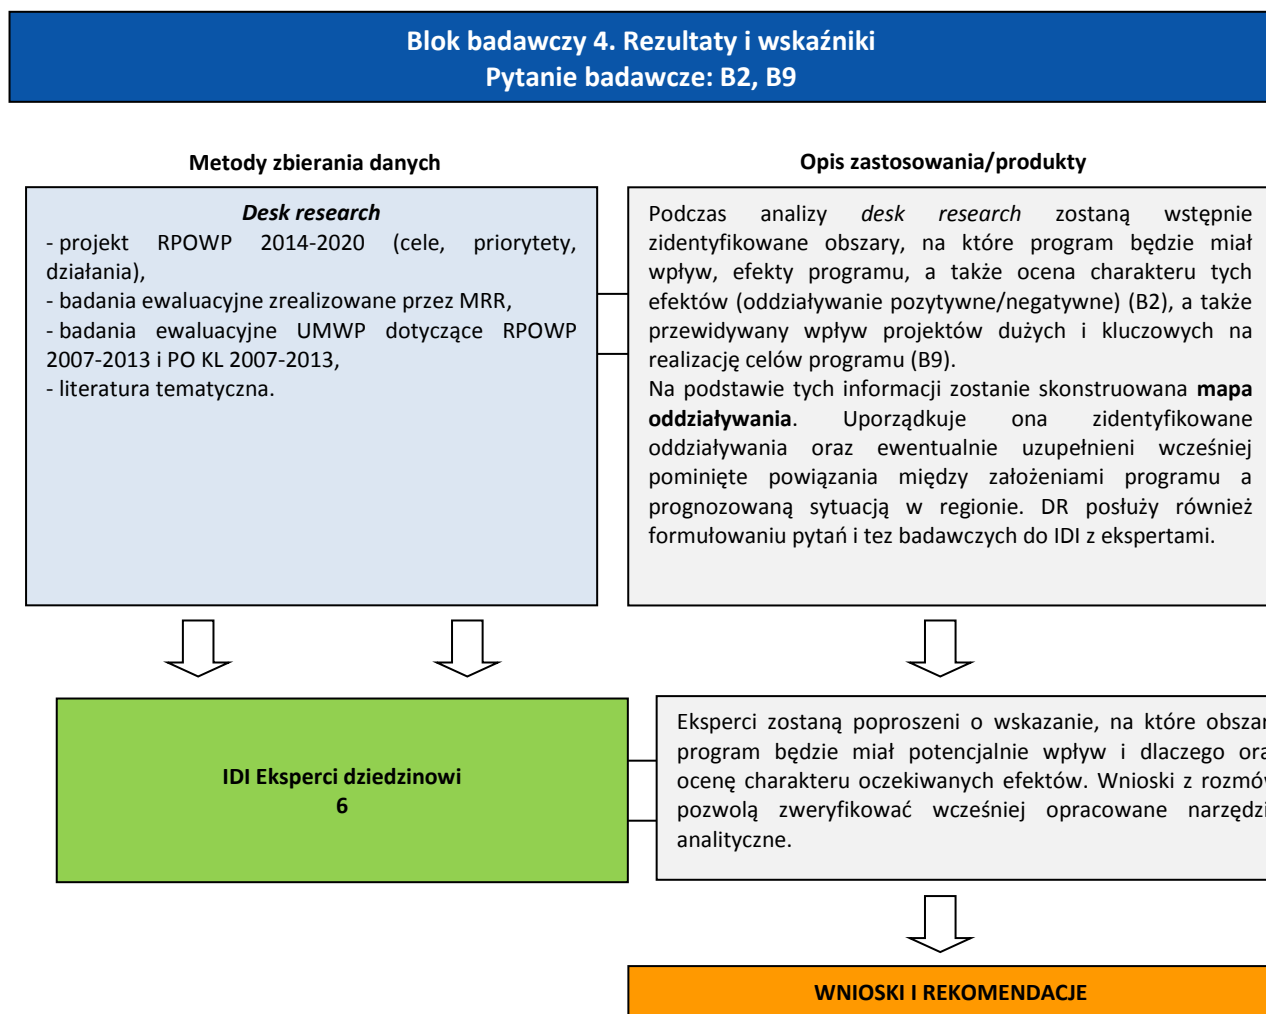 Blok badawczy 4. Rezultaty i wskaźniki
Pytanie badawcze: B2, B9
Metody zbierania danych
Desk research
- projekt RPOWP 2014-2020 (cele, priorytety,
działania),
- badania ewaluacyjne zrealizowane przez MRR,
- badania ewaluacyjne UMWP dotyczące RPOWP
2007-2013 i PO KL 2007-2013,
- literatura tematyczna.
Opis zastosowania/produkty
Podczas analizy desk research zostaną wstępnie
zidentyfikowane obszary, na które program będzie miał
wpływ, efekty programu, a także ocena charakteru tych
efektów (oddziaływanie pozytywne/negatywne) (B2), a także
przewidywany wpływ projektów dużych i kluczowych na
realizację celów programu (B9).
Na podstawie tych informacji zostanie skonstruowana mapa
oddziaływania. Uporządkuje ona zidentyfikowane
oddziaływania oraz ewentualnie uzupełnieni wcześniej
pominięte powiązania między założeniami programu a
prognozowaną sytuacją w regionie. DR posłuży również
formułowaniu pytań i tez badawczych do IDI z ekspertami.
IDI Eksperci dziedzinowi
6
Eksperci zostaną poproszeni o wskazanie, na które obszar
program będzie miał potencjalnie wpływ i dlaczego ora
ocenę charakteru oczekiwanych efektów. Wnioski z rozmó
pozwolą zweryfikować wcześniej opracowane narzędzi
analityczne.
WNIOSKI I REKOMENDACJE